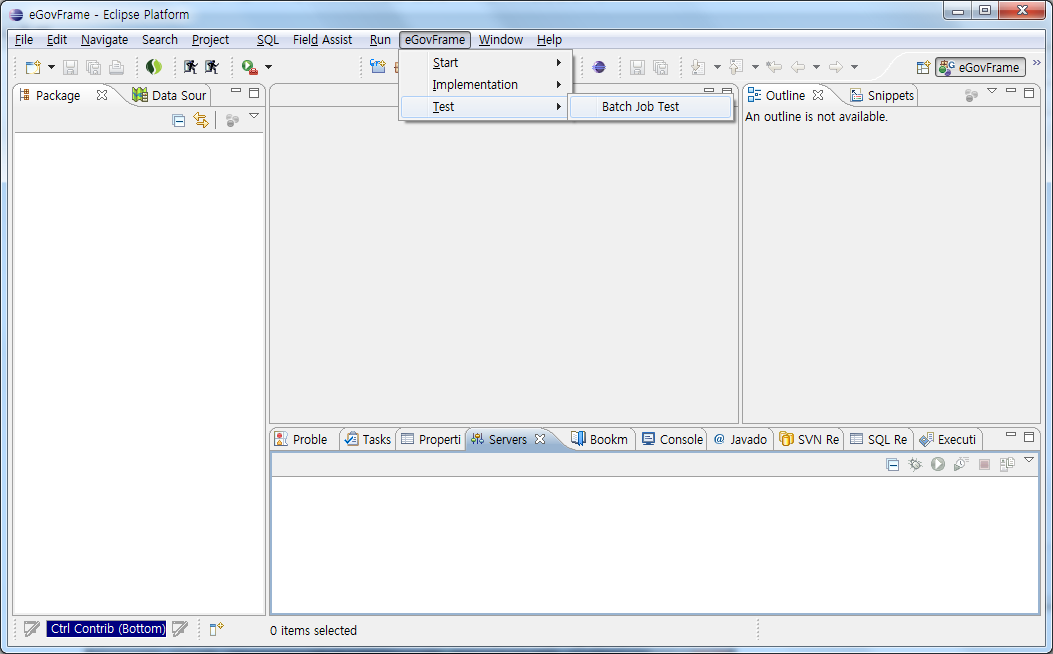 eGovFrame - Eclipse Platform
File Edit Navigate Search Project SQL Field Assist Run eGovFrame Window Help
Start
Implementation
Test
Batch Job Test
eGovFrame
Package
Data Sour
Outline
Snippets
An outline is not available.
Proble
Tasks
Properti
Servers
Bookm
Console
@ Javado
SVN Re
SQL Re
Executi
Ctrl Contrib (Bottom)
0 items selected